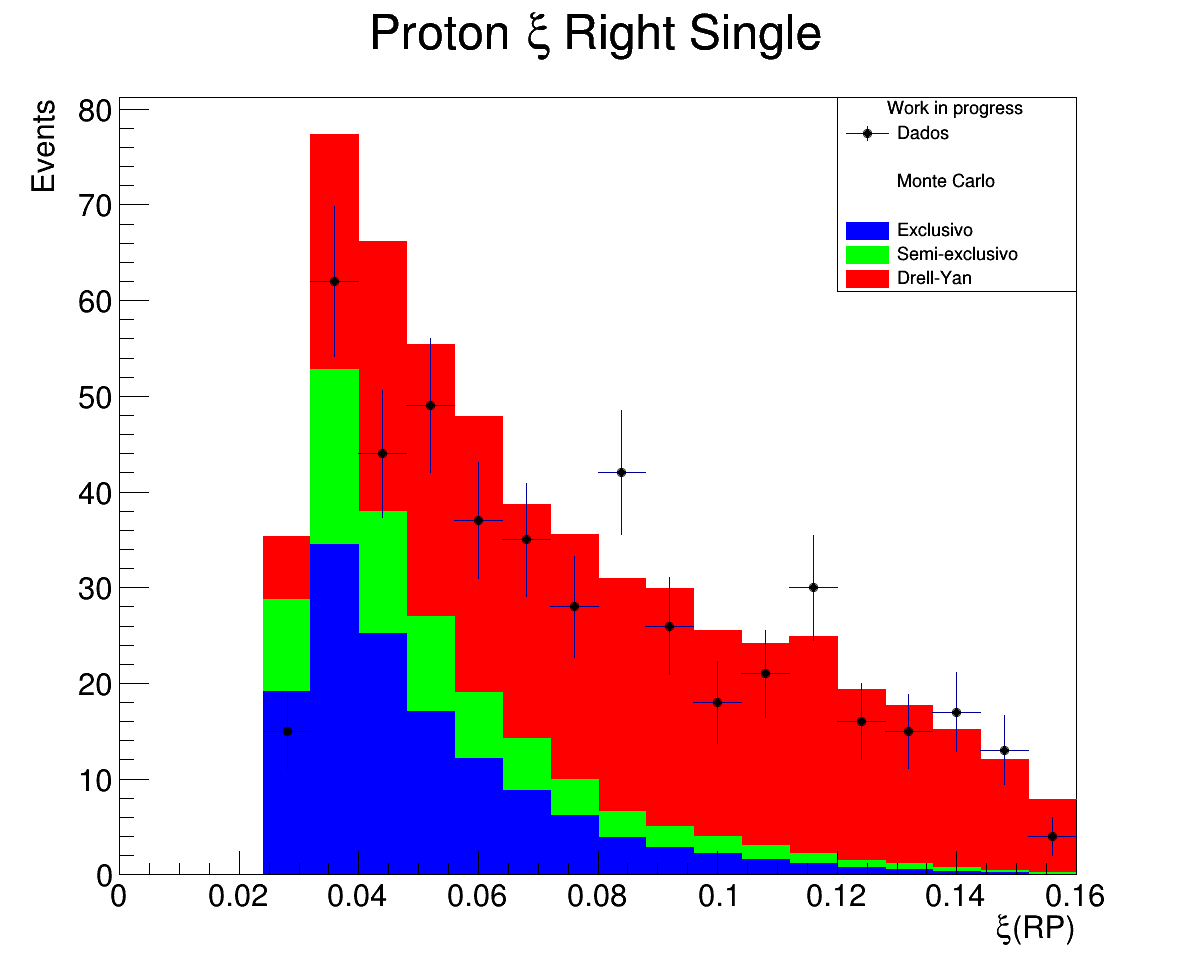 Proton ξ Right Single
Events
80
70
60
50
40
30
20
10
0
Work in progress
Dados
Monte Carlo
Exclusivo
Semi-exclusivo
Drell-Yan
0 0.02 0.04 0.06 0.08 0.1 0.12 0.14 0.16
ξ(RP)